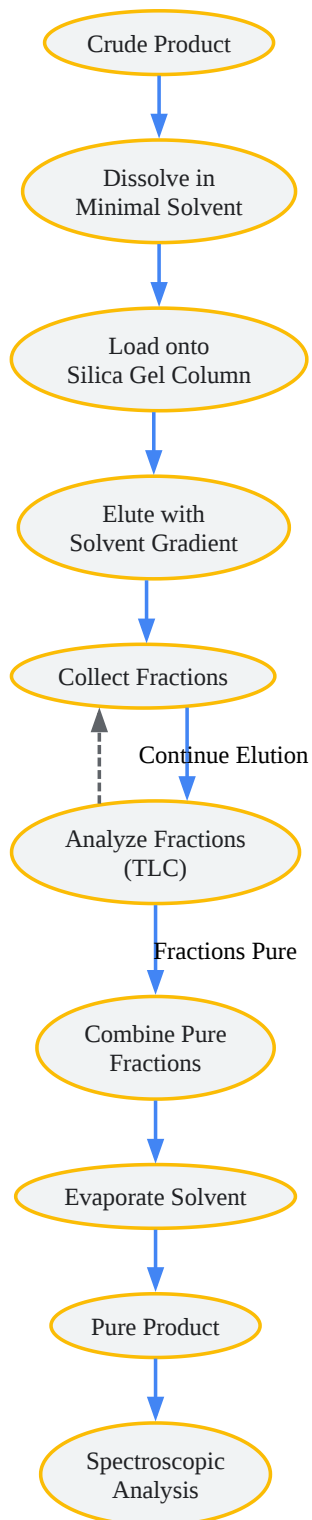 Crude Product
Dissolve in
Minimal Solvent
Load onto
Silica Gel Column
Elute with
Solvent Gradient
Collect Fractions
Continue Elution
Analyze Fractions
(TLC)
Fractions Pure
Combine Pure
Fractions
Evaporate Solvent
Pure Product
Spectroscopic
Analysis